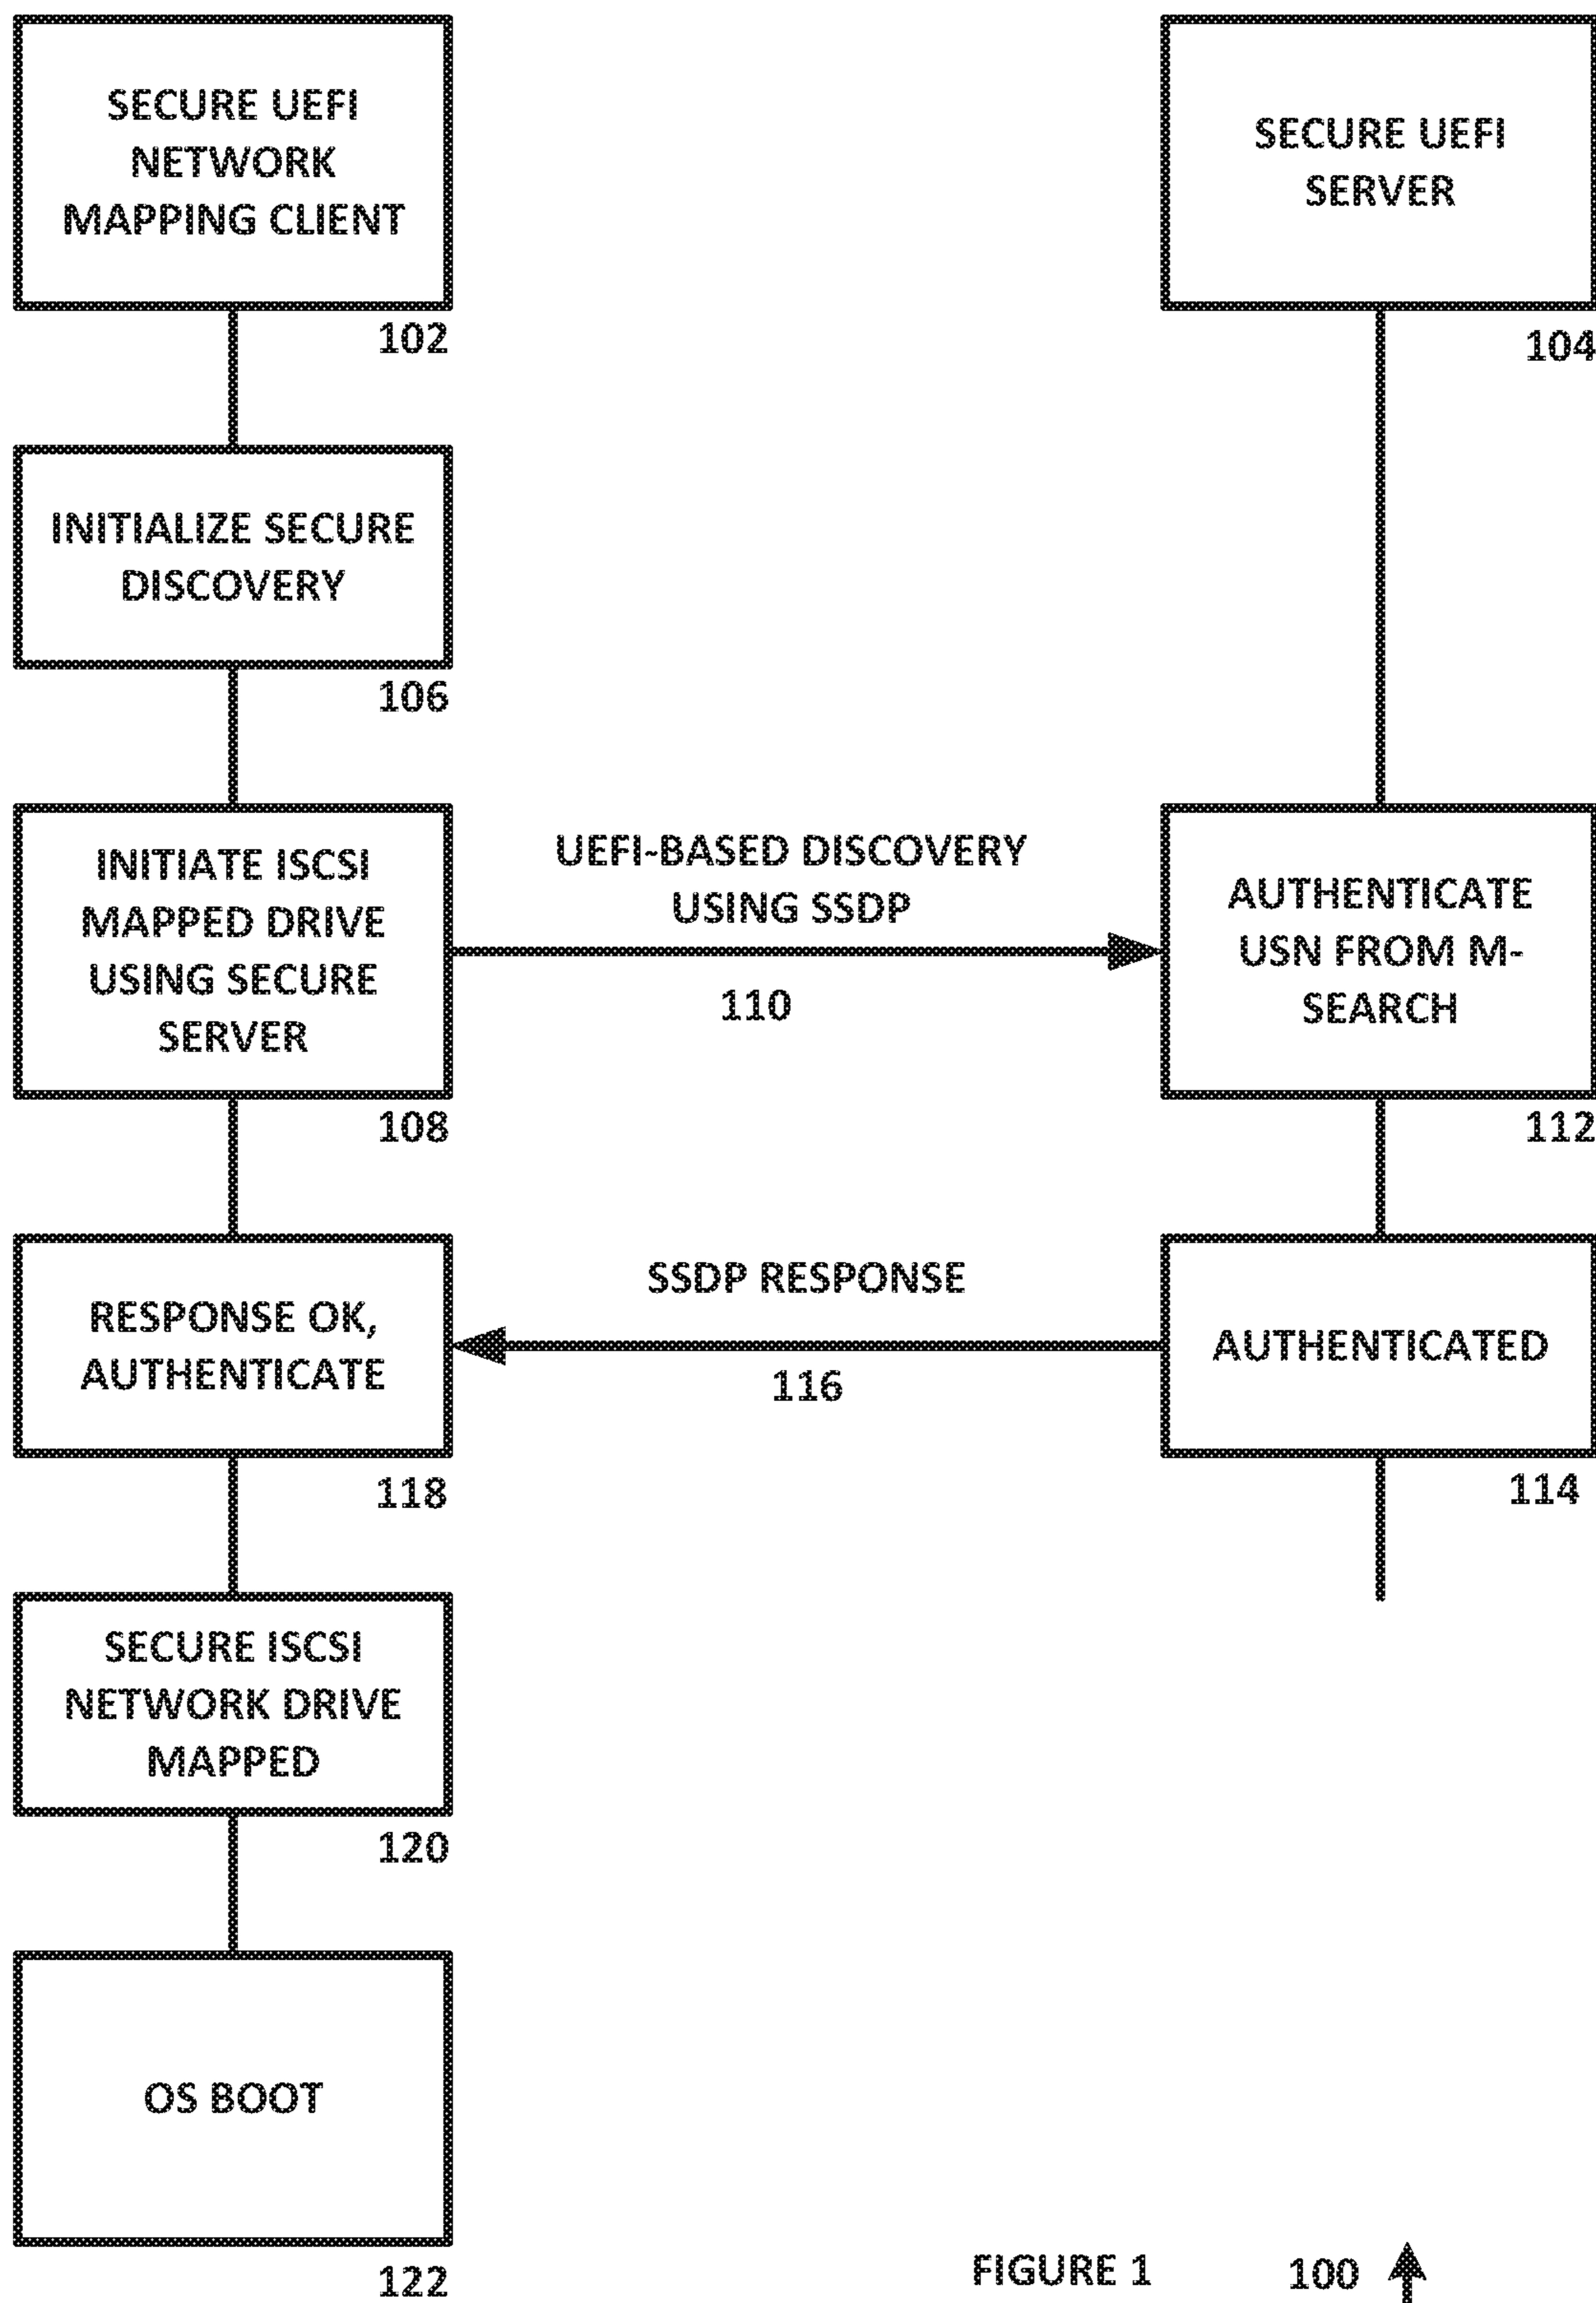 SECURE UEFI
NETWORK
MAPPING CLIENT
102
SECURE UEFI
SERVER
104
INITIALIZE SECURE
DISCOVERY
106
INITIATE ISCSI
MAPPED DRIVE
USING SECURE
SERVER
108
UEFI-BASED DISCOVERY
USING SSDP
110
AUTHENTICATE
USN FROM M-
SEARCH
112
RESPONSE OK,
AUTHENTICATE
118
SSDP RESPONSE
116
AUTHENTICATED
114
SECURE ISCSI
NETWORK DRIVE
MAPPED
120
OS BOOT
122
FIGURE 1
100